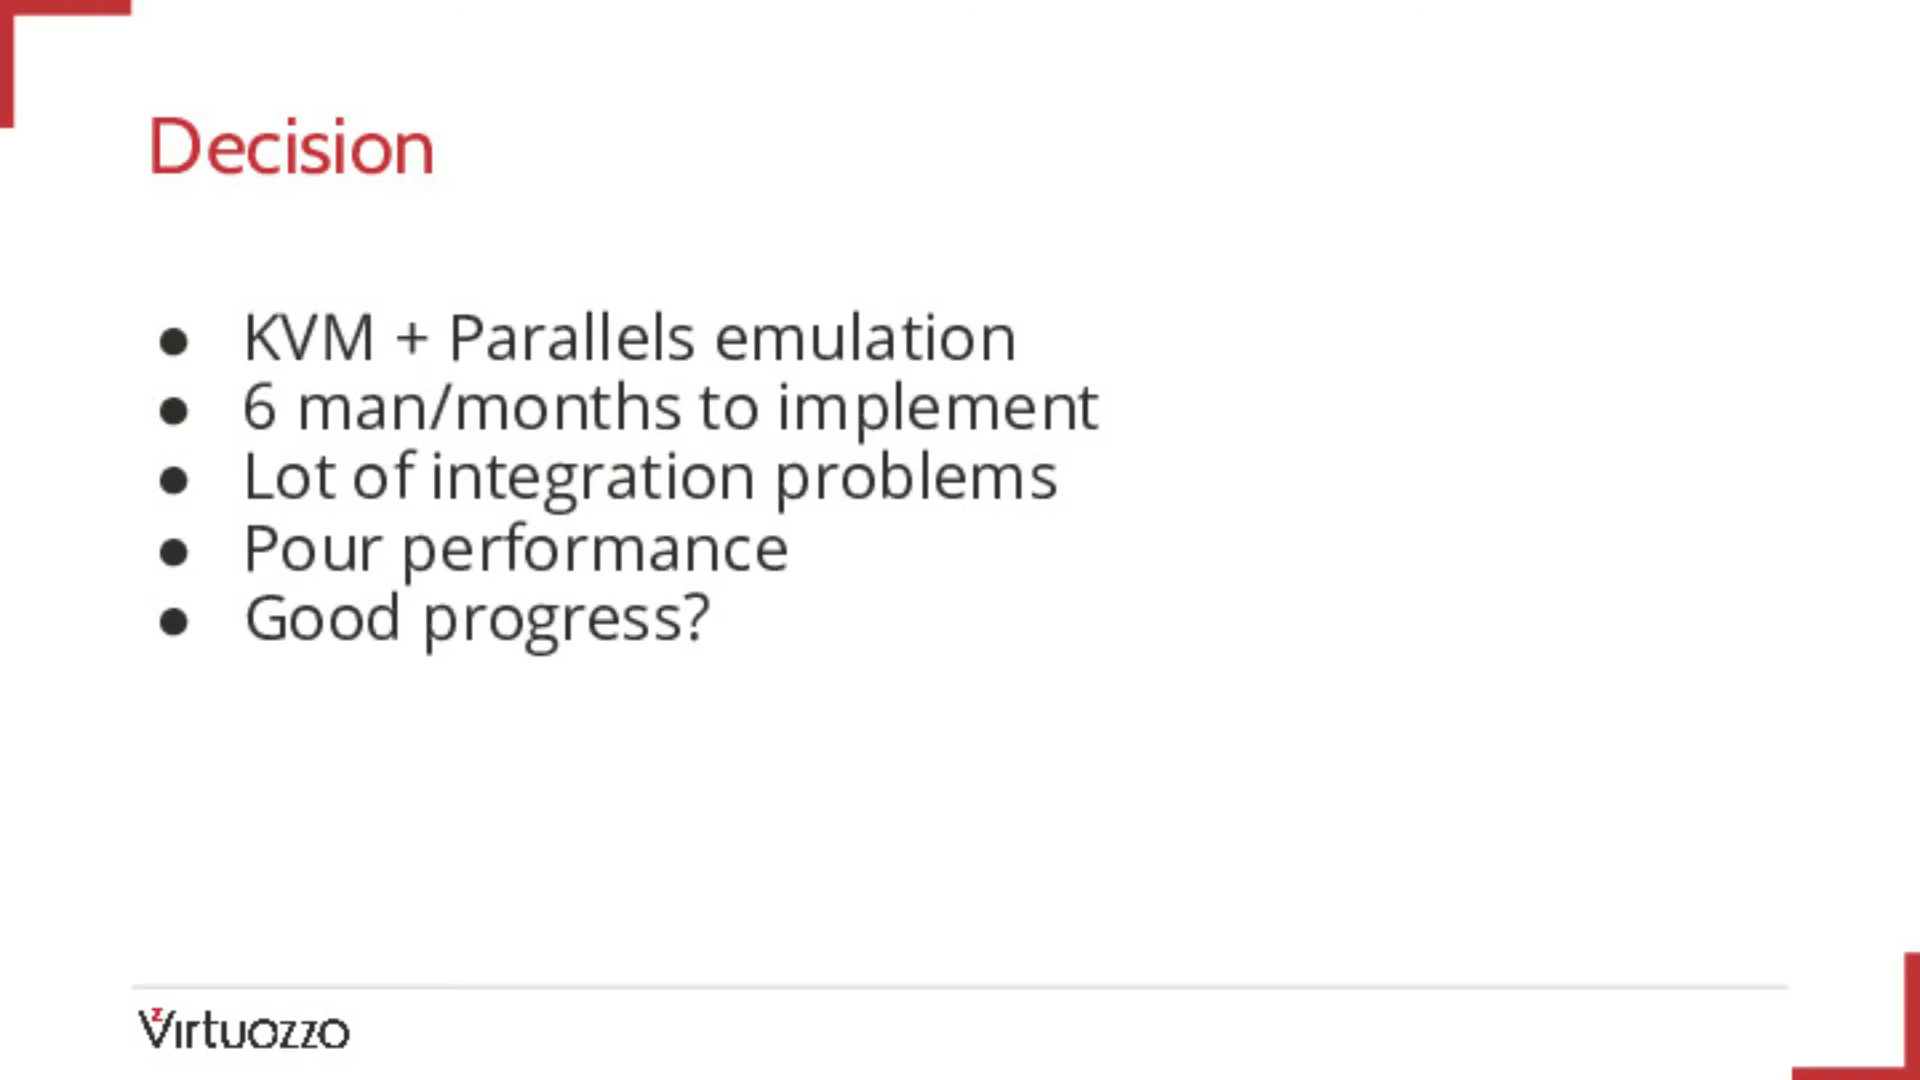 Decision
● KVM + Parallels emulation
● 6 man/months to implement
● Lot of integration problems
● Pour performance
● Good progress?
Virtuozzo